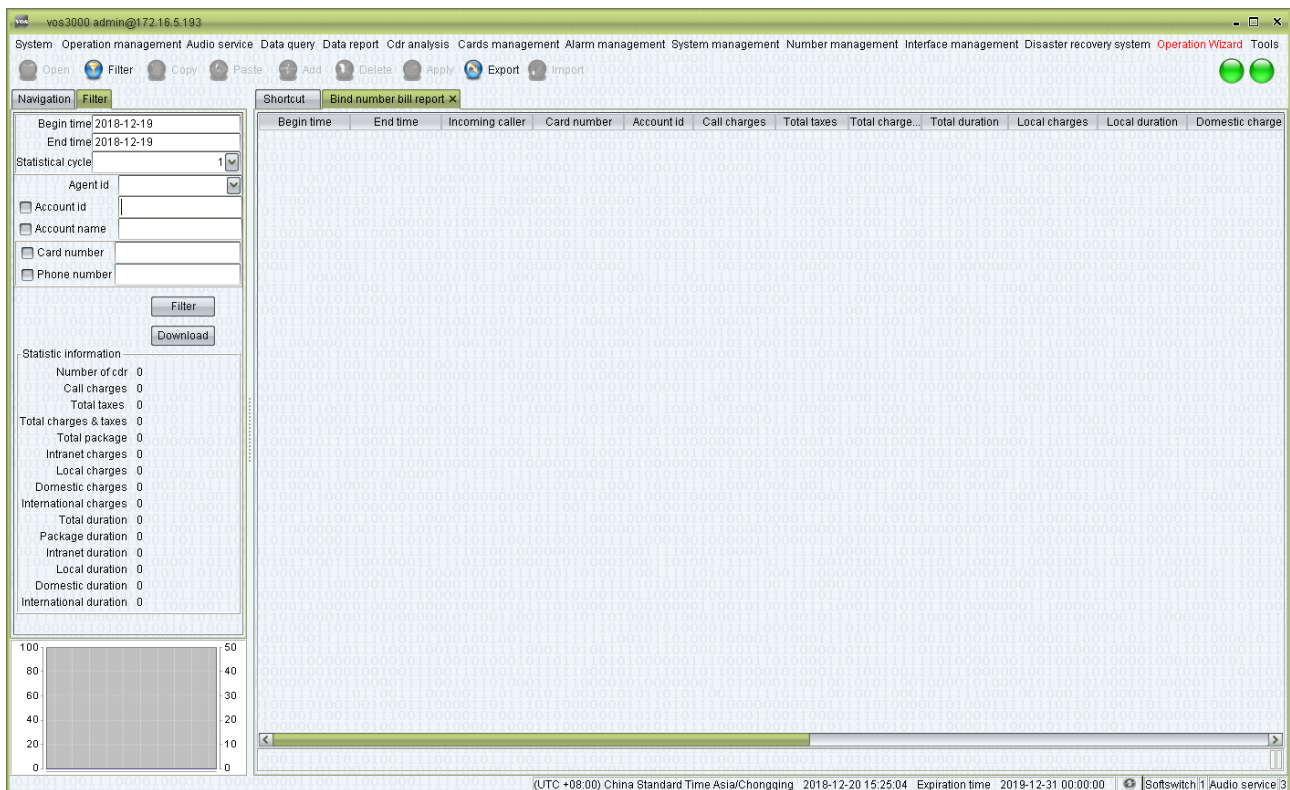 vos vos3000 admin@172.16.5.193
System Operation management Audio service Data query Data report Cdr analysis Cards management Alarm management System management Number management Interface management Disaster recovery system Operation Wizard Tools
Open Filter Copy Paste Add Delete Apply Export Import
Navigation Filter
Shortcut Bind number bill report
Begin time 2018-12-19
End time 2018-12-19
Statistical cycle 1
Agent id
Account id
Account name
Card number
Phone number
Filter
Download
Statistic information
Number of cdr 0
Call charges 0
Total taxes 0
Total charges & taxes 0
Total package 0
Intranet charges 0
Local charges 0
Domestic charges 0
International charges 0
Total duration 0
Package duration 0
Intranet duration 0
Local duration 0
Domestic duration 0
International duration 0
100 50
80 40
60 30
40 20
20 10
0 0
Begin time End time Incoming caller Card number Account id Call charges Total taxes Total charge... Total duration Local charges Local duration Domestic charge
(UTC +08:00) China Standard Time Asia/Chongqing 2018-12-20 15:25:04 Expiration time 2019-12-31 00:00:00 Softswitch 1 Audio service 3